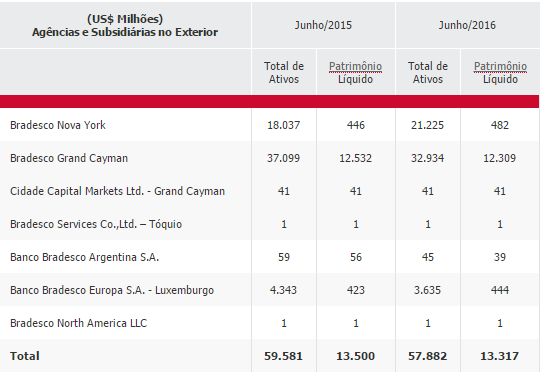 (US$ Milhões)
Agências e Subsidiárias no Exterior
Junho/2015 Junho/2016
Total de Ativos Patrimônio Líquido Total de Ativos Patrimônio Líquido
Bradesco Nova York 18.037 446 21.225 482
Bradesco Grand Cayman 37.099 12.532 32.934 12.309
Cidade Capital Markets Ltd. - Grand Cayman 41 41 41 41
Bradesco Services Co.,Ltd. – Tóquio 1 1 1 1
Banco Bradesco Argentina S.A. 59 56 45 39
Banco Bradesco Europa S.A. - Luxemburgo 4.343 423 3.635 444
Bradesco North America LLC 1 1 1 1
Total 59.581 13.500 57.882 13.317